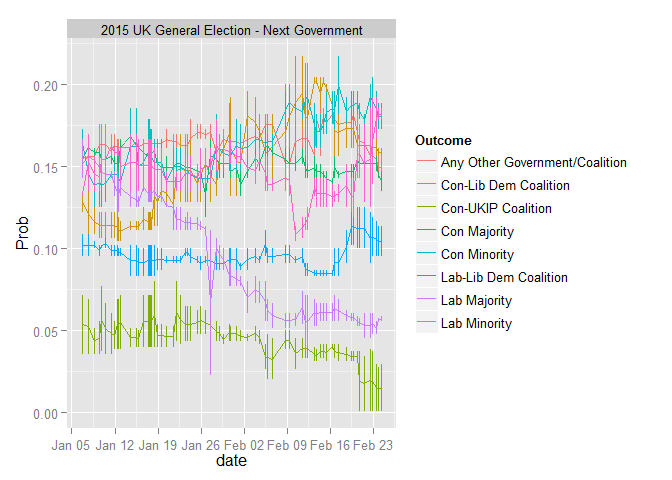 2015 UK General Election - Next Government
Prob
0.20
0.15
0.10
0.05
0.00
Jan 05 Jan 12 Jan 19 Jan 26 Feb 02 Feb 09 Feb 16 Feb 23
date
Outcome
Any Other Government/Coalition
Con-Lib Dem Coalition
Con-UKIP Coalition
Con Majority
Con Minority
Lab-Lib Dem Coalition
Lab Majority
Lab Minority